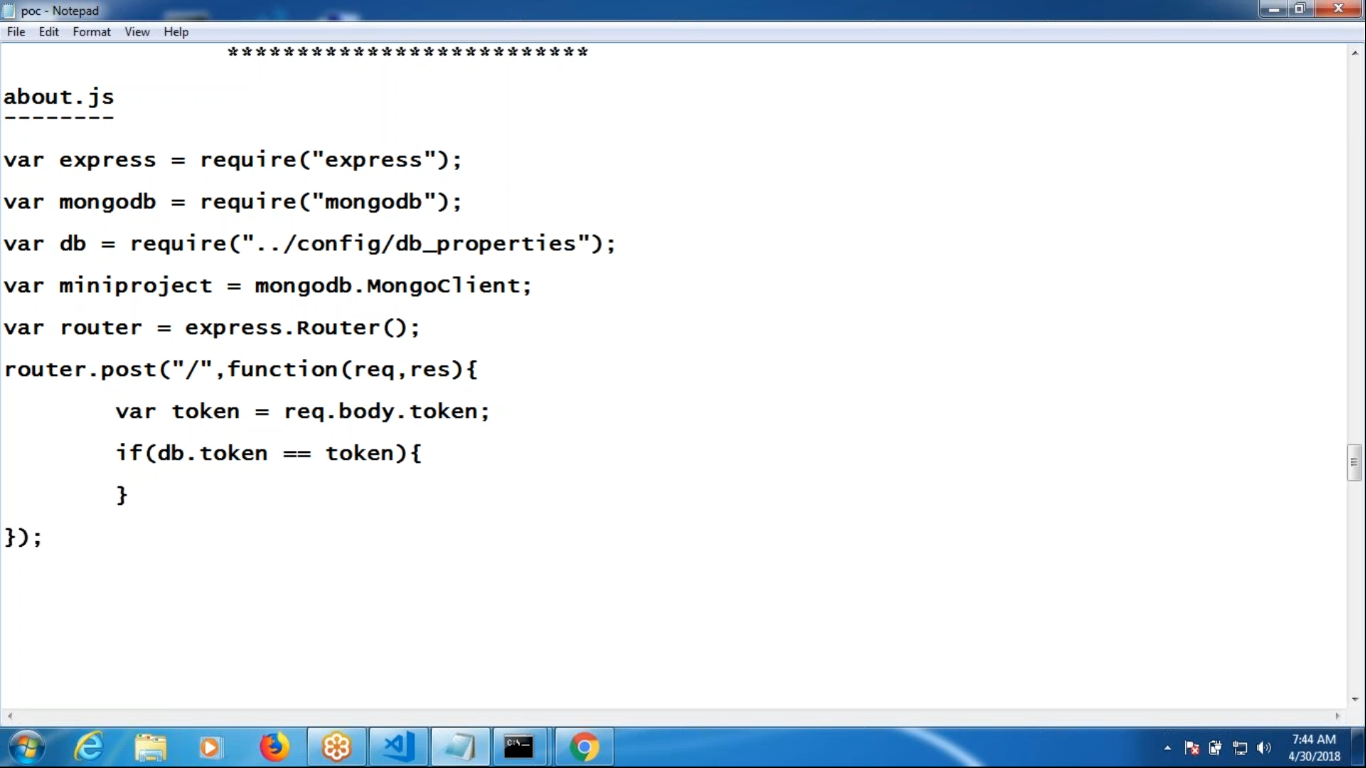 poc - Notepad
File Edit Format View Help
**************************
about.js
--------
var express = require("express");
var mongodb = require("mongodb");
var db = require("../config/db_properties");
var miniproject = mongodb.MongoClient;
var router = express.Router();
router.post("/",function(req,res){
        var token = req.body.token;
        if(db.token == token){
        }
});
7:44 AM
4/30/2018